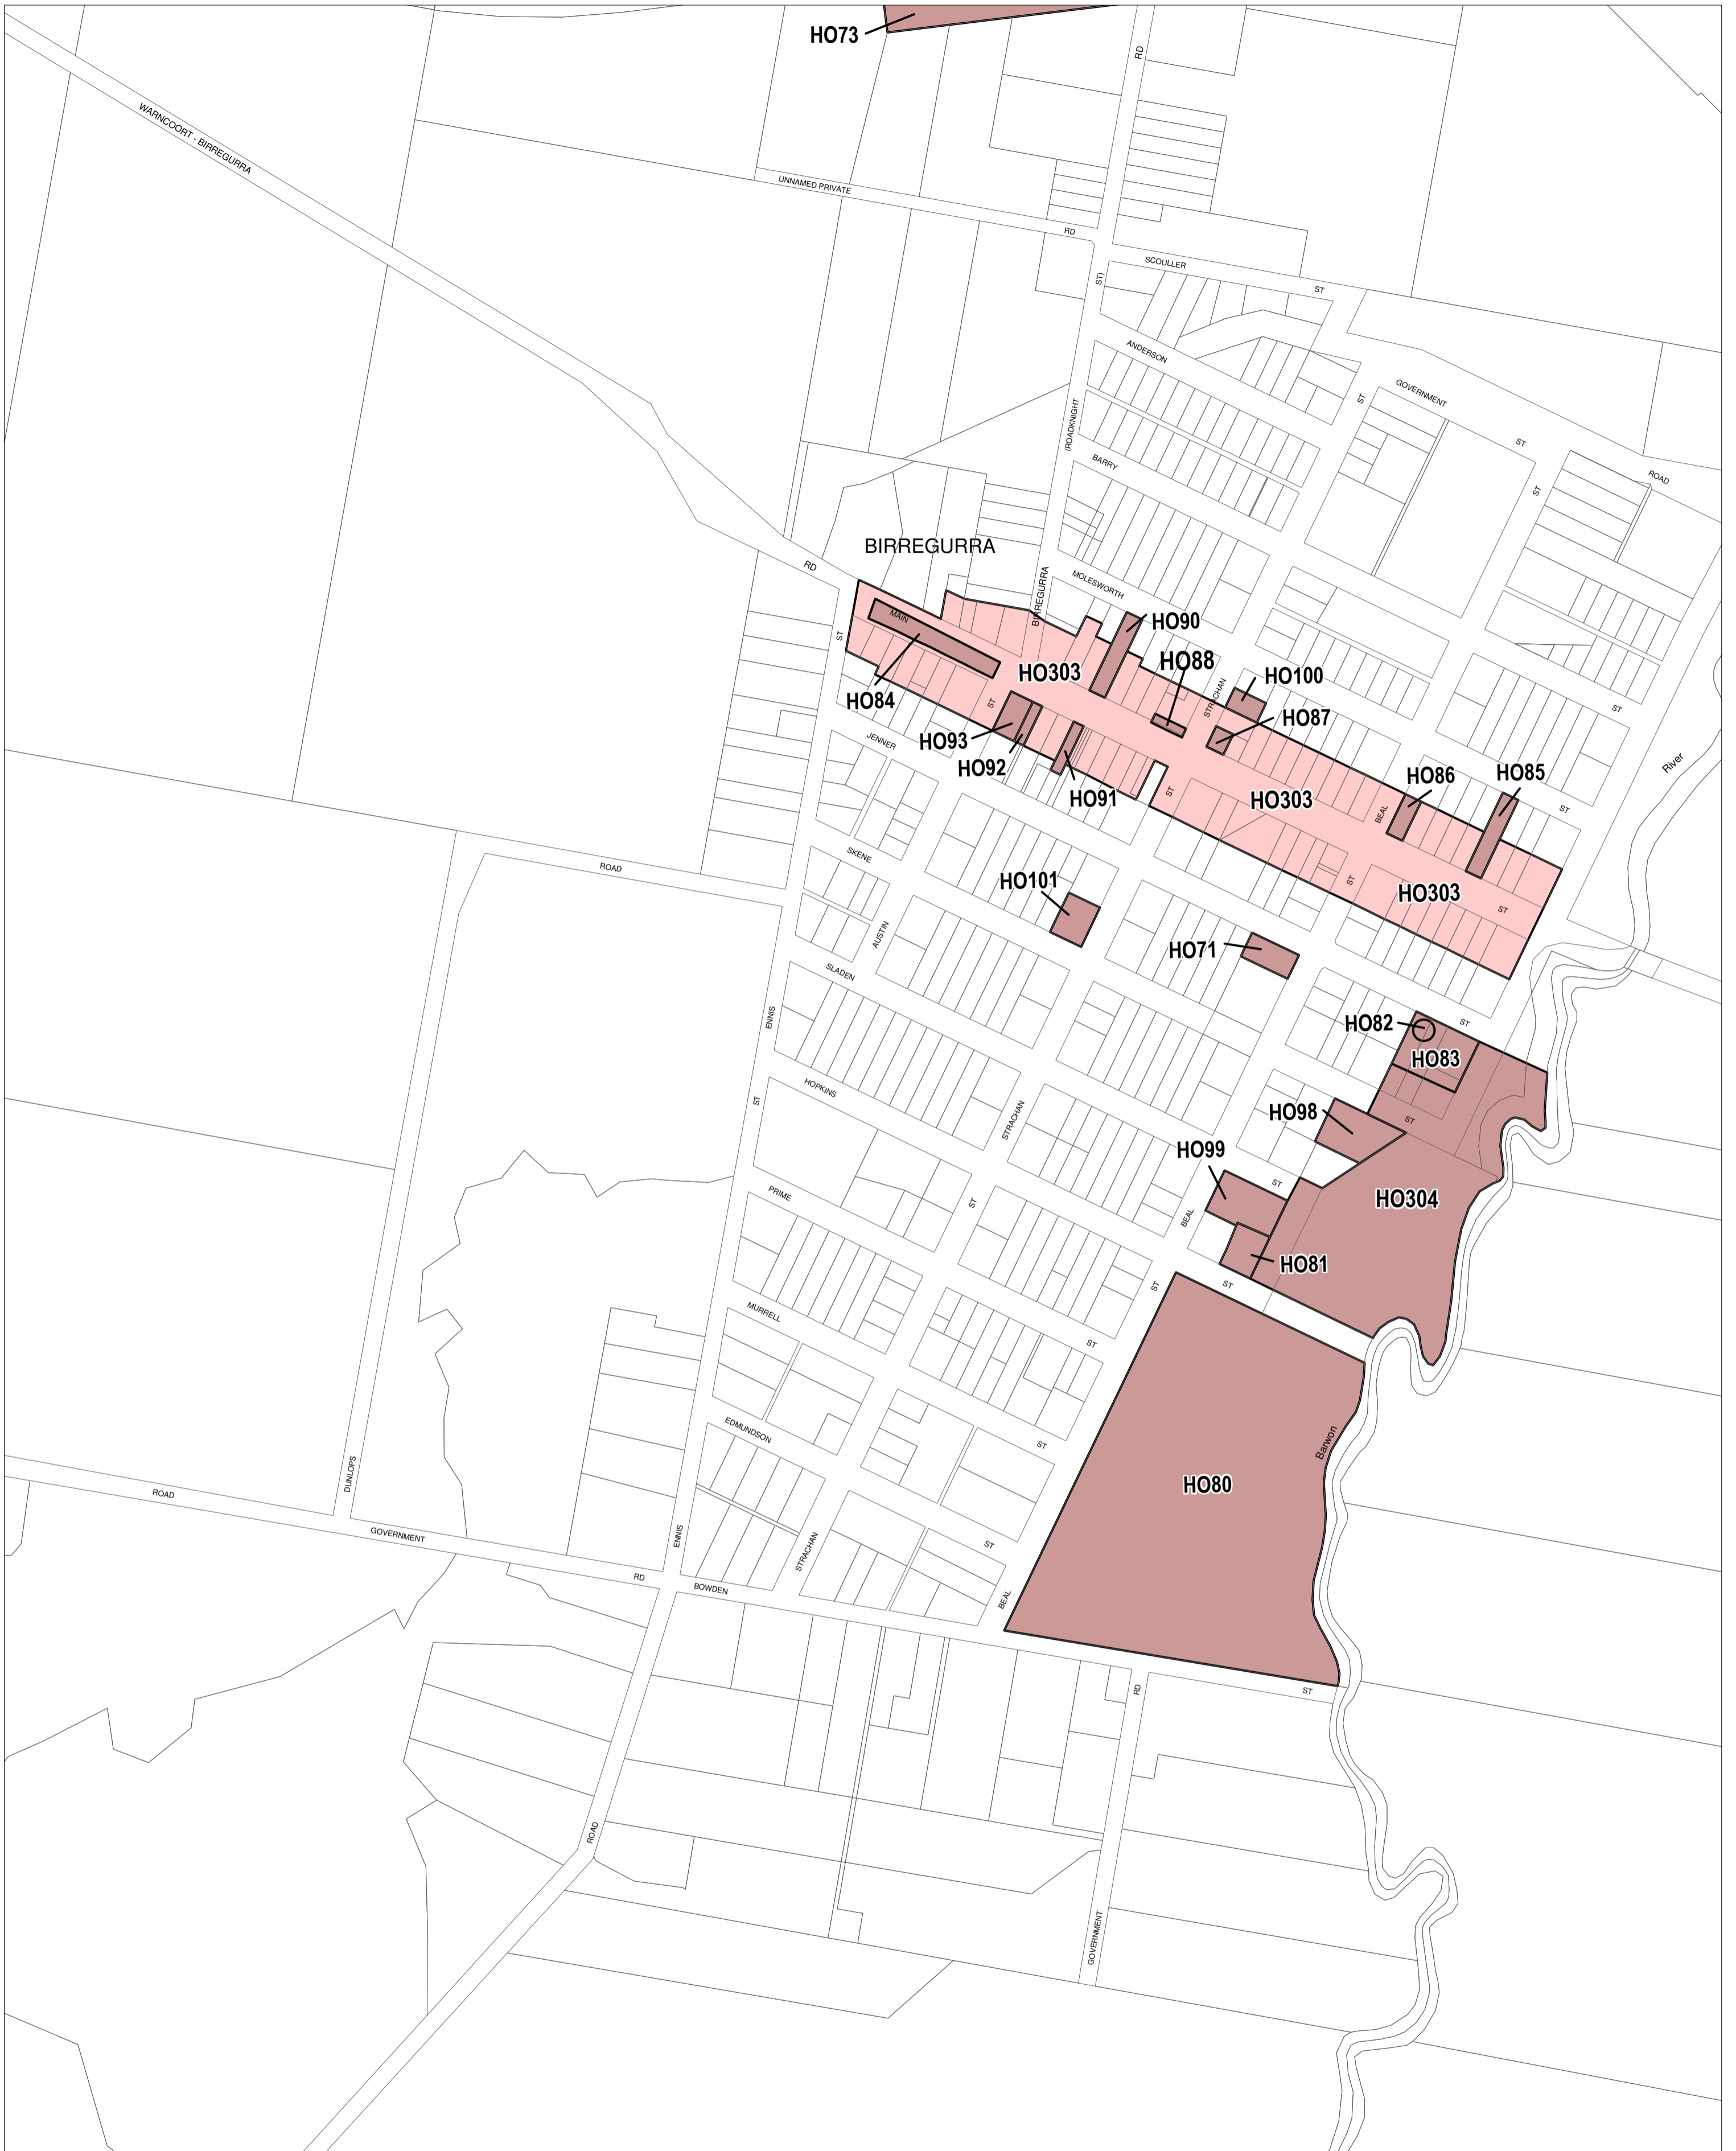 HO73
RD
WARNCOORT - BIRREGURRA
UNNAMED PRIVATE
RD
SCOULLER
ST
ST)
ANDERSON
GOVERNMENT
ST
ST
(ROADKNIGHT
BARRY
ROAD
ST
BIRREGURRA
RD
MOLESWORTH
BIRREGURRA
MAIN
HO90
ST
HO88
HO303
HO100
STRACHAN
HO84
ST
ST
HO87
HO93
JENNER
HO92
River
HO86
HO85
HO91
ST
HO303
BEAL
ST
SKENE
ROAD
HO101
ST
HO303
ST
AUSTIN
HO71
SLADEN
ENNIS
HO82
ST
HO83
HOPKINS
ST
STRACHAN
HO98
ST
HO99
ST
PRIME
ST
HO304
BEAL
HO81
ST
ST
MURRELL
ST
EDMUNDSON
ST
Barwon
DUNLOPS
HO80
ROAD
GOVERNMENT
ENNIS
STRACHAN
ST
RD
BOWDEN
BEAL
RD
ST
ROAD
GOVERNMENT